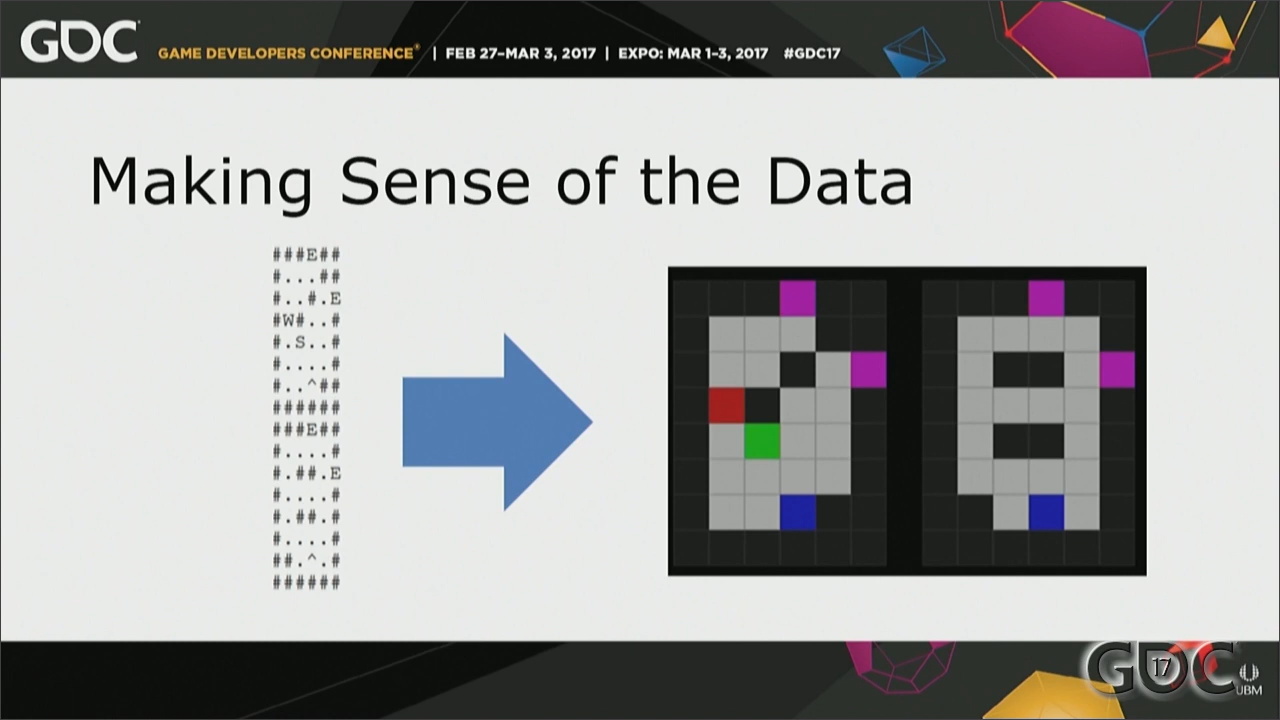 GDC GAME DEVELOPERS CONFERENCE® | FEB 27–MAR 3, 2017 | EXPO: MAR 1–3, 2017 #GDC17
Making Sense of the Data
###E##
#...##
#..#.E
#W#..#
#.S..#
#....#
#..^##
######
###E##
#....#
#.##.E
#....#
#.##.#
#....#
##.^.#
######
GDC 17
UBM